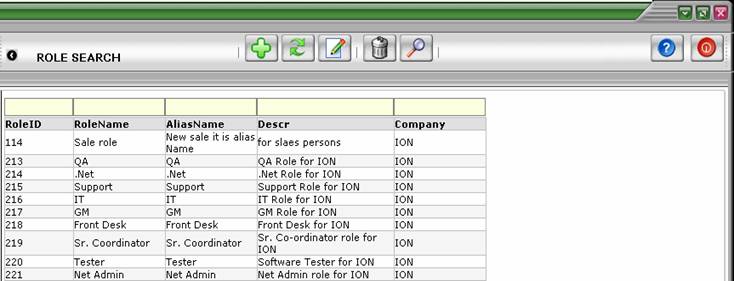 ROLE SEARCH
RoleID RoleName AliasName Descr Company
114 Sale role New sale it is alias Name for slaes persons ION
213 QA QA QA Role for ION ION
214 .Net .Net .Net Role for ION ION
215 Support Support Support Role for ION ION
216 IT IT IT Role for ION ION
217 GM GM GM Role for ION ION
218 Front Desk Front Desk Front Desk for ION ION
219 Sr. Coordinator Sr. Coordinator Sr. Co-ordinator role for ION ION
220 Tester Tester Software Tester for ION ION
221 Net Admin Net Admin Net Admin role for ION ION